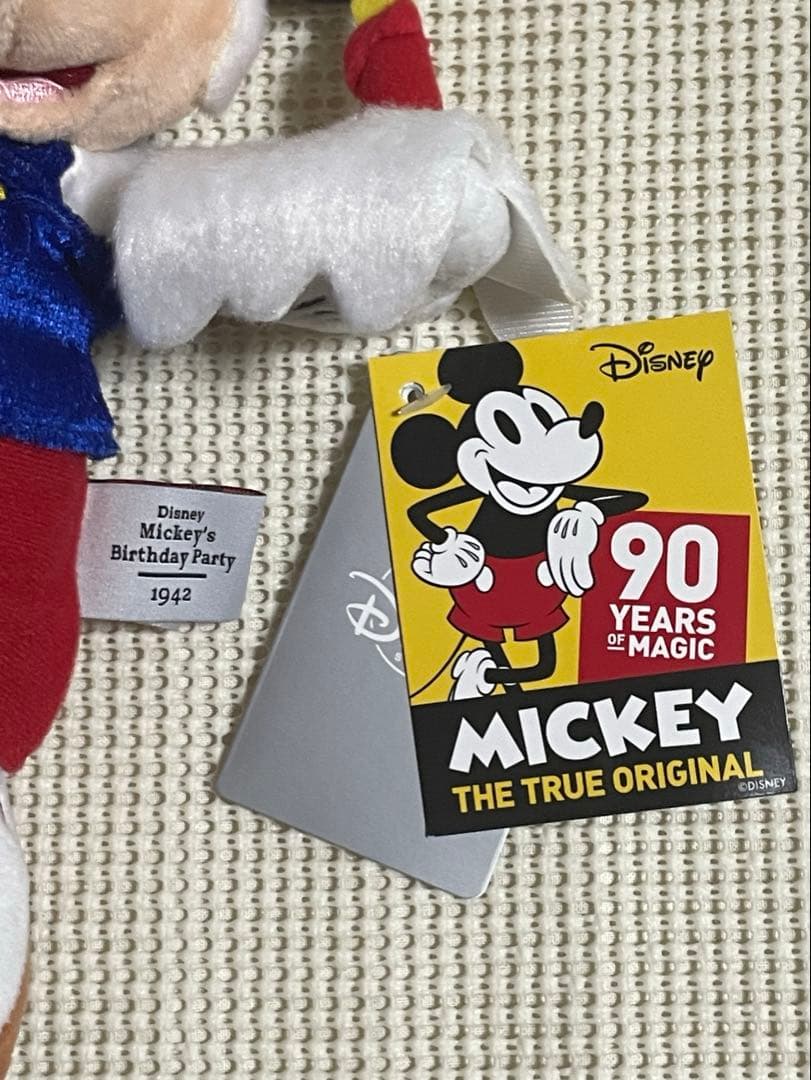 Disney
Mickey's
Birthday Party
1942
Disney
90
YEARS
OF MAGIC
MICKEY
THE TRUE ORIGINAL
©DISNEY